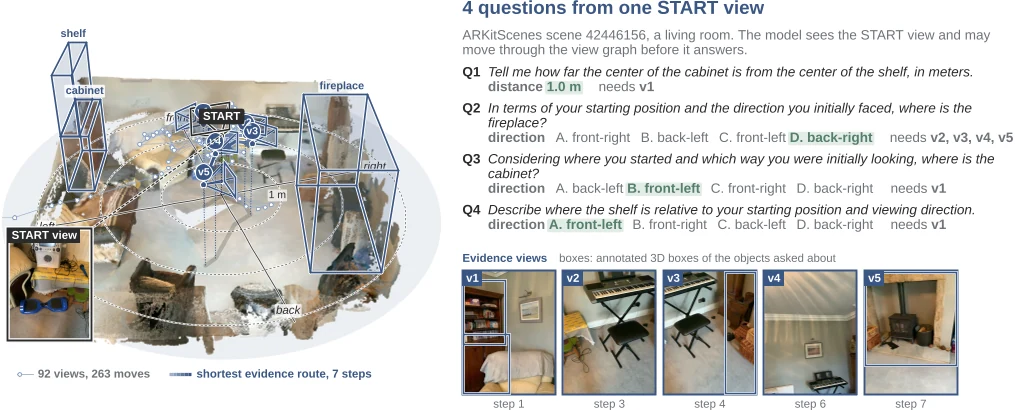 shelf
cabinet
fireplace
START
v3
v4
v5
right
1 m
START view
back
92 views, 263 moves
shortest evidence route, 7 steps
4 questions from one START view
ARKitScenes scene 42446156, a living room. The model sees the START view and may
move through the view graph before it answers.
Q1 Tell me how far the center of the cabinet is from the center of the shelf, in meters.
distance 1.0 m needs v1
Q2 In terms of your starting position and the direction you initially faced, where is the
fireplace?
direction A. front-right B. back-left C. front-left D. back-right needs v2, v3, v4, v5
Q3 Considering where you started and which way you were initially looking, where is the
cabinet?
direction A. back-left B. front-left C. front-right D. back-right needs v1
Q4 Describe where the shelf is relative to your starting position and viewing direction.
direction A. front-left B. front-right C. back-left D. back-right needs v1
Evidence views boxes: annotated 3D boxes of the objects asked about
v1 v2 v3 v4 v5
step 1 step 3 step 4 step 6 step 7